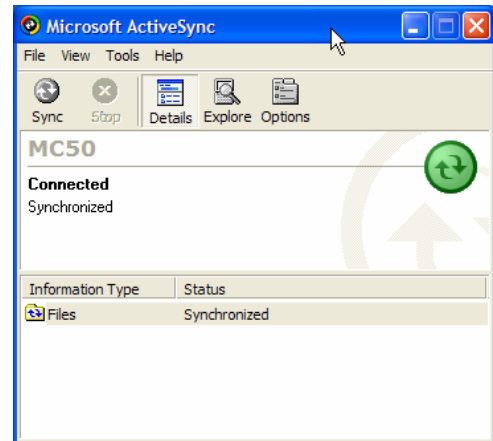 Microsoft ActiveSync
File View Tools Help
Sync Stop Details Explore Options
MC50
Connected
Synchronized
Information Type Status
Files Synchronized